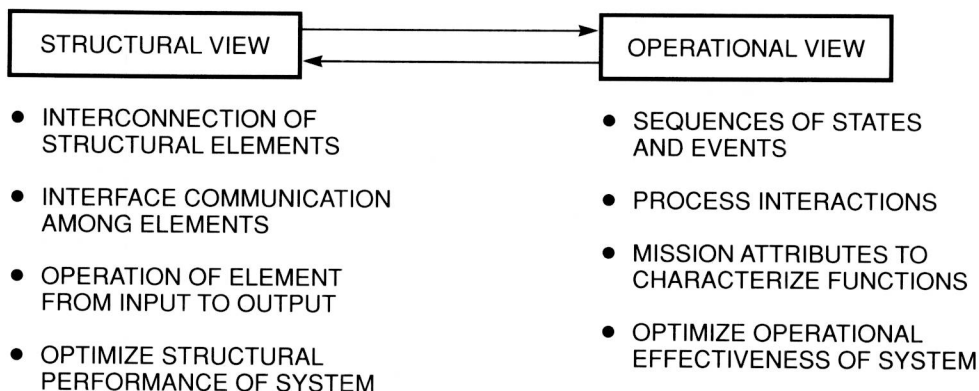 STRUCTURAL VIEW
OPERATIONAL VIEW
• INTERCONNECTION OF
STRUCTURAL ELEMENTS
• INTERFACE COMMUNICATION
AMONG ELEMENTS
• OPERATION OF ELEMENT
FROM INPUT TO OUTPUT
• OPTIMIZE STRUCTURAL
PERFORMANCE OF SYSTEM
• SEQUENCES OF STATES
AND EVENTS
• PROCESS INTERACTIONS
• MISSION ATTRIBUTES TO
CHARACTERIZE FUNCTIONS
• OPTIMIZE OPERATIONAL
EFFECTIVENESS OF SYSTEM